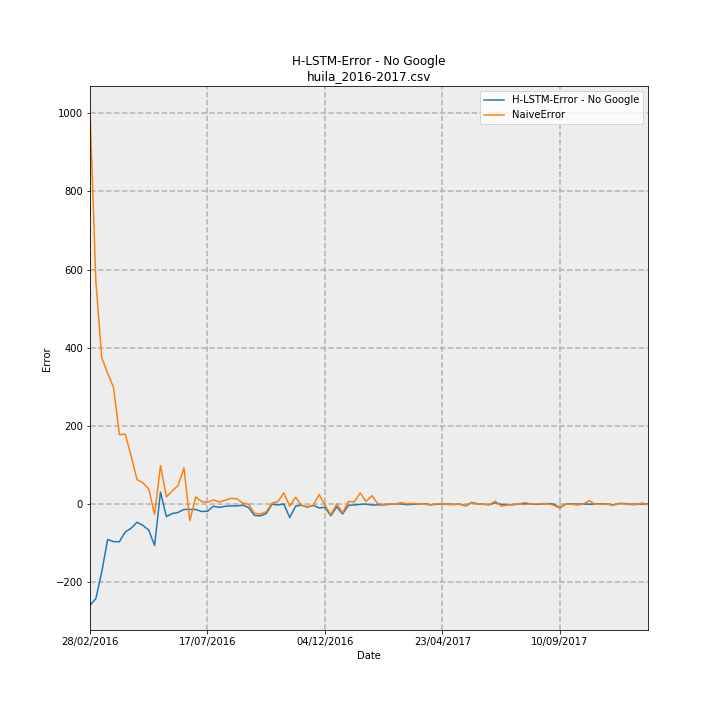 H-LSTM-Error - No Google
huila_2016-2017.csv
H-LSTM-Error - No Google
NaiveError
1000
800
600
400
200
0
−200
Error
28/02/2016 17/07/2016 04/12/2016 23/04/2017 10/09/2017
Date